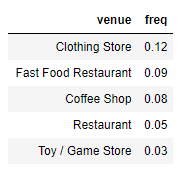 venue freq
Clothing Store 0.12
Fast Food Restaurant 0.09
Coffee Shop 0.08
Restaurant 0.05
Toy / Game Store 0.03